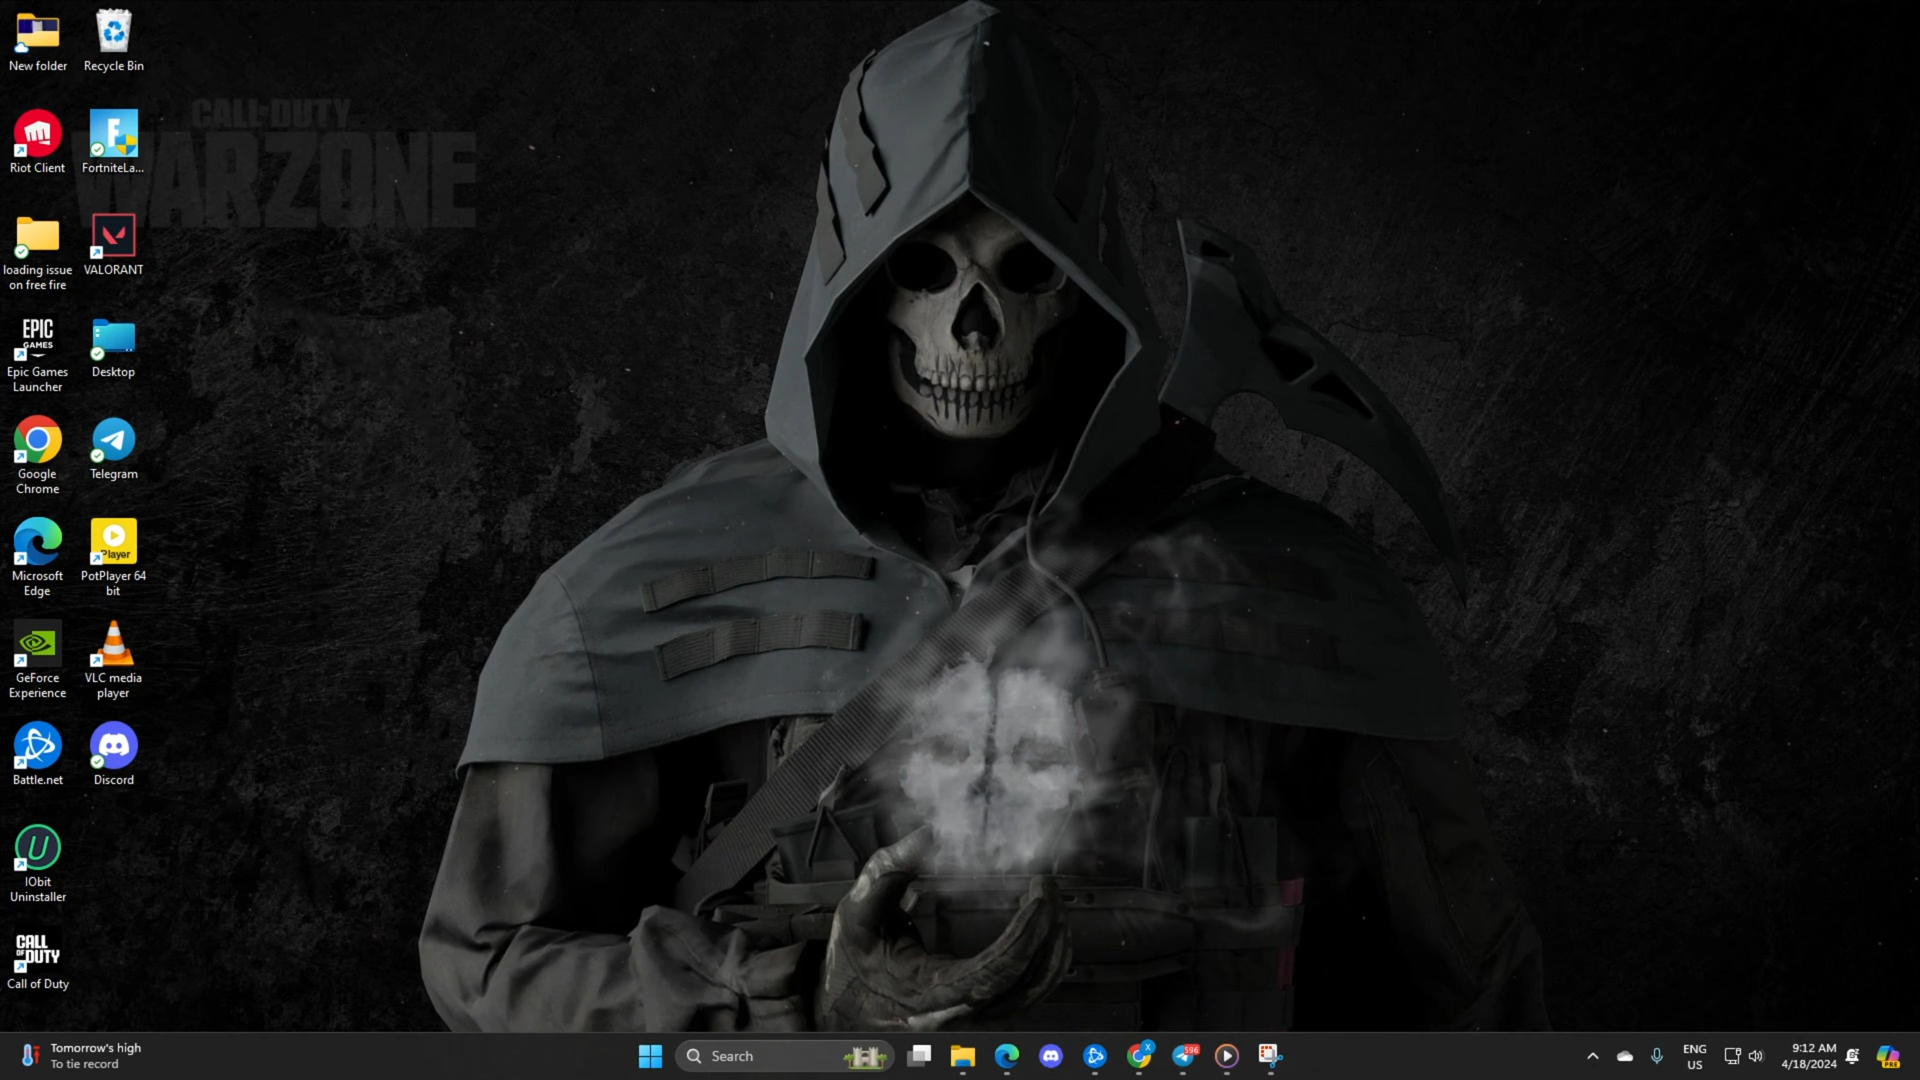 New folder
Recycle Bin
CALL OF DUTY
WARZONE
Riot Client
F
FortniteLa...
loading issue
on free fire
VALORANT
EPIC
GAMES
Epic Games
Launcher
Desktop
Google
Chrome
Telegram
Microsoft
Edge
Player
PotPlayer 64
bit
GeForce
Experience
VLC media
player
Battle.net
Discord
U
IObit
Uninstaller
CALL
OF DUTY
Call of Duty
Tomorrow's high
To tie record
Search
X
596
ENG
US
9:12 AM
4/18/2024
PRE